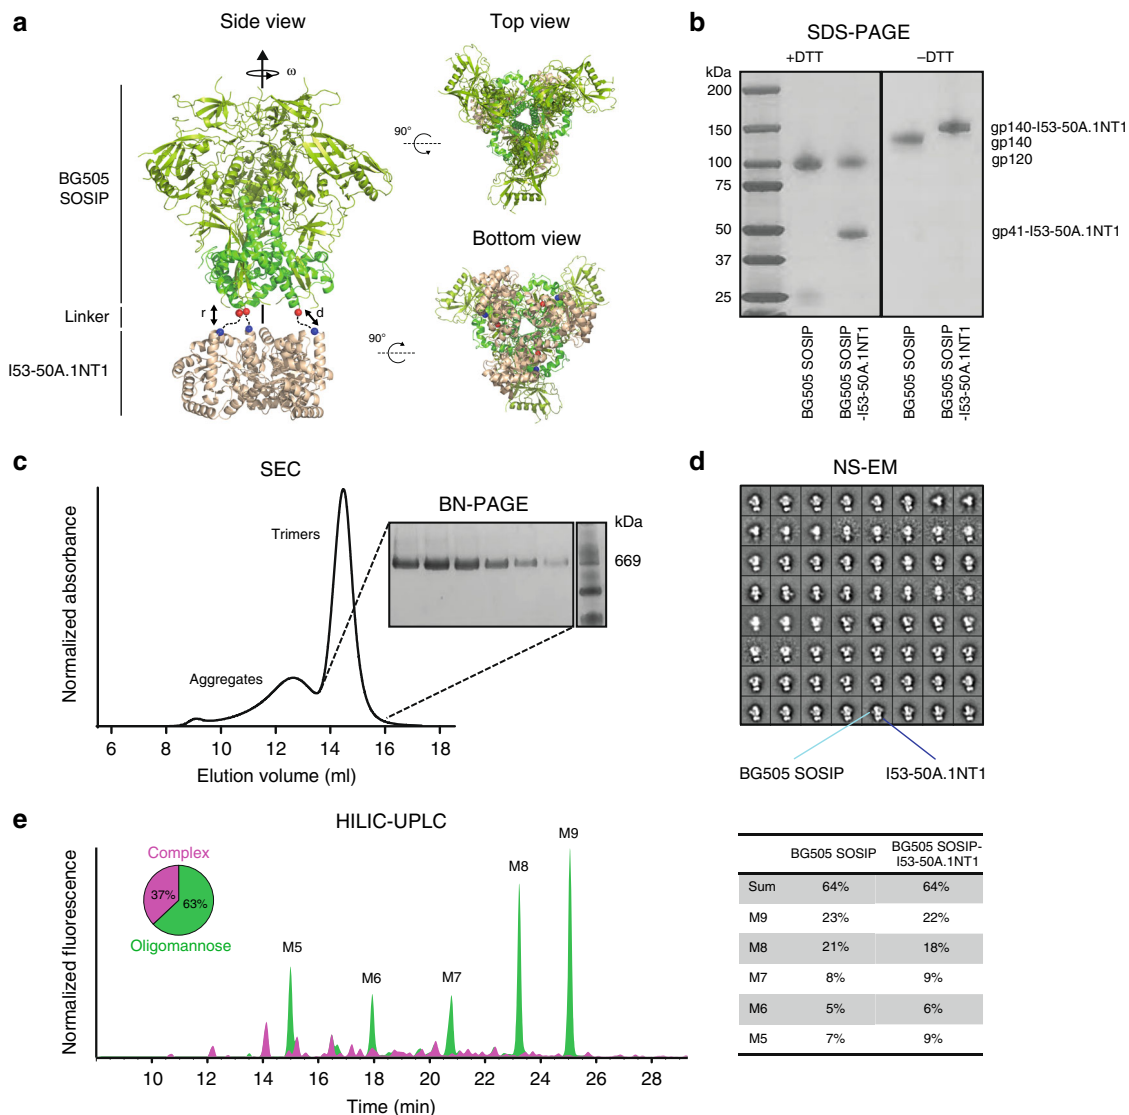 a
Side view
Top view
ω
90°
BG505
SOSIP
Bottom view
Linker
r
d
90°
I53-50A.1NT1
b
SDS-PAGE
+DTT
–DTT
kDa
200
150
100
75
50
37
25
gp140-I53-50A.1NT1
gp140
gp120
gp41-I53-50A.1NT1
BG505 SOSIP
BG505 SOSIP
-I53-50A.1NT1
BG505 SOSIP
BG505 SOSIP
-I53-50A.1NT1
c
SEC
BN-PAGE
kDa
669
Trimers
Aggregates
Normalized absorbance
6 8 10 12 14 16 18
Elution volume (ml)
d
NS-EM
BG505 SOSIP
I53-50A.1NT1
e
HILIC-UPLC
Complex
37%
63%
Oligomannose
M5
M6
M7
M8
M9
Normalized fluorescence
10 12 14 16 18 20 22 24 26 28
Time (min)
BG505 SOSIP BG505 SOSIP-
I53-50A.1NT1
Sum 64% 64%
M9 23% 22%
M8 21% 18%
M7 8% 9%
M6 5% 6%
M5 7% 9%